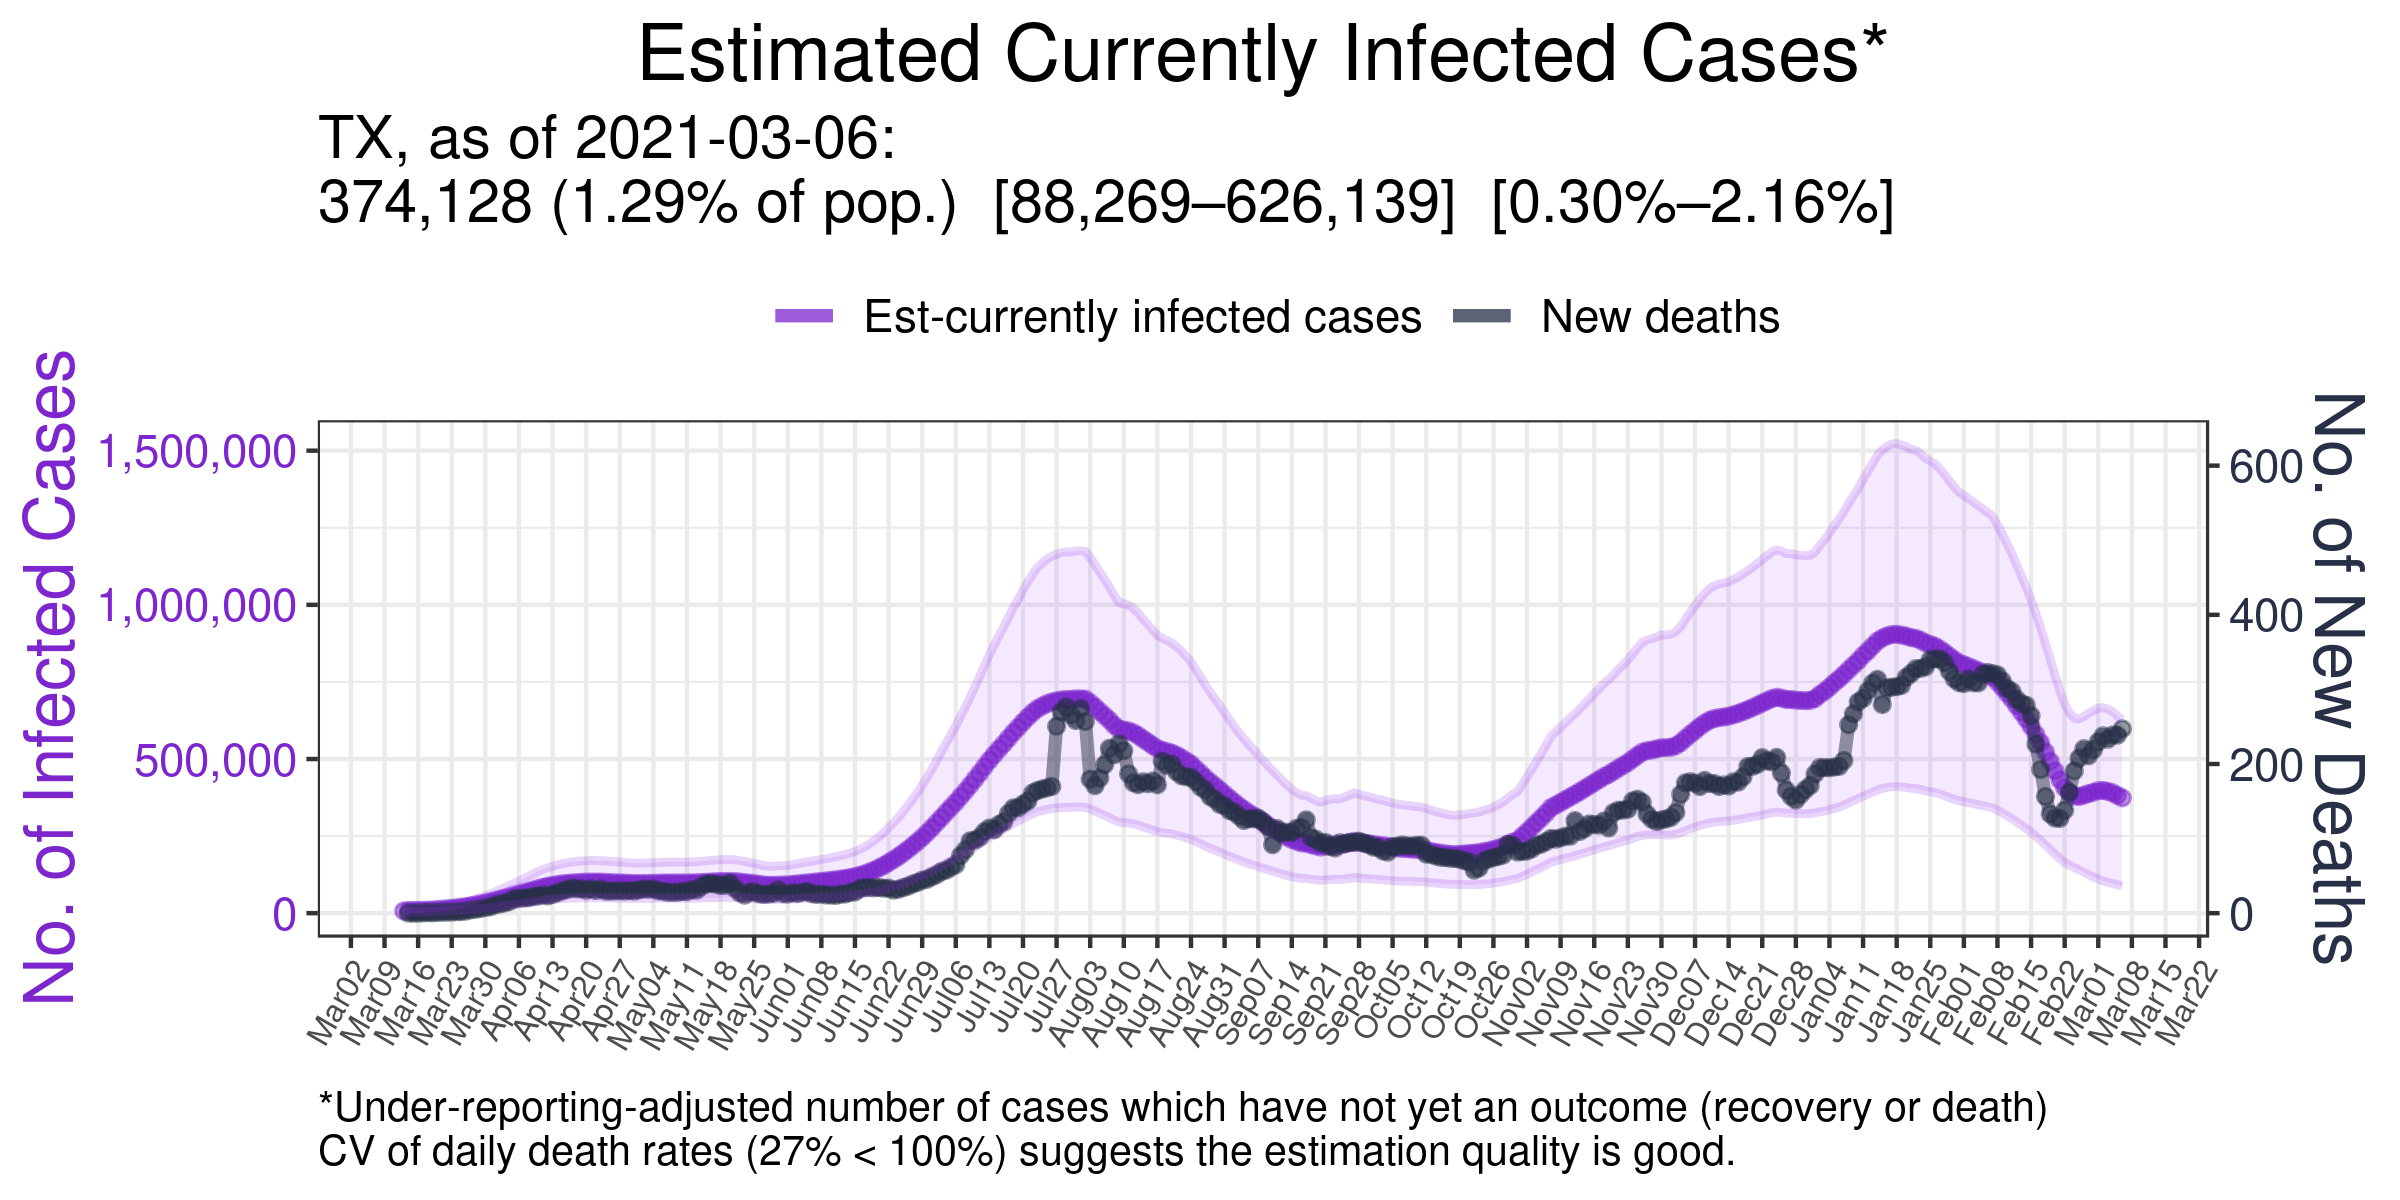 Estimated Currently Infected Cases*
TX, as of 2021-03-06:
374,128 (1.29% of pop.) [88,269–626,139] [0.30%–2.16%]
Est-currently infected cases
New deaths
No. of Infected Cases
1,500,000
1,000,000
500,000
0
600
400
200
0
No. of New Deaths
Mar02
Mar09
Mar16
Mar23
Mar30
Apr06
Apr13
Apr20
Apr27
May04
May11
May18
May25
Jun01
Jun08
Jun15
Jun22
Jun29
Jul06
Jul13
Jul20
Jul27
Aug03
Aug10
Aug17
Aug24
Aug31
Sep07
Sep14
Sep21
Sep28
Oct05
Oct12
Oct19
Oct26
Nov02
Nov09
Nov16
Nov23
Nov30
Dec07
Dec14
Dec21
Dec28
Jan04
Jan11
Jan18
Jan25
Feb01
Feb08
Feb15
Feb22
Mar01
Mar08
Mar15
Mar22
*Under-reporting-adjusted number of cases which have not yet an outcome (recovery or death)
CV of daily death rates (27% < 100%) suggests the estimation quality is good.